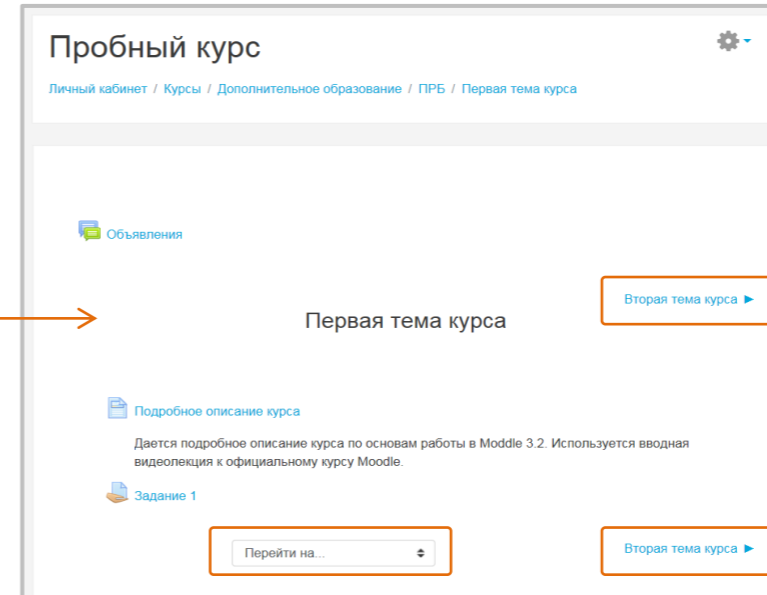 Пробный курс
Личный кабинет / Курсы / Дополнительное образование / ПРБ / Первая тема курса
Объявления
Вторая тема курса ►
Первая тема курса
Подробное описание курса
Дается подробное описание курса по основам работы в Moddle 3.2. Используется вводная
видеолекция к официальному курсу Moodle.
Задание 1
Перейти на...
Вторая тема курса ►